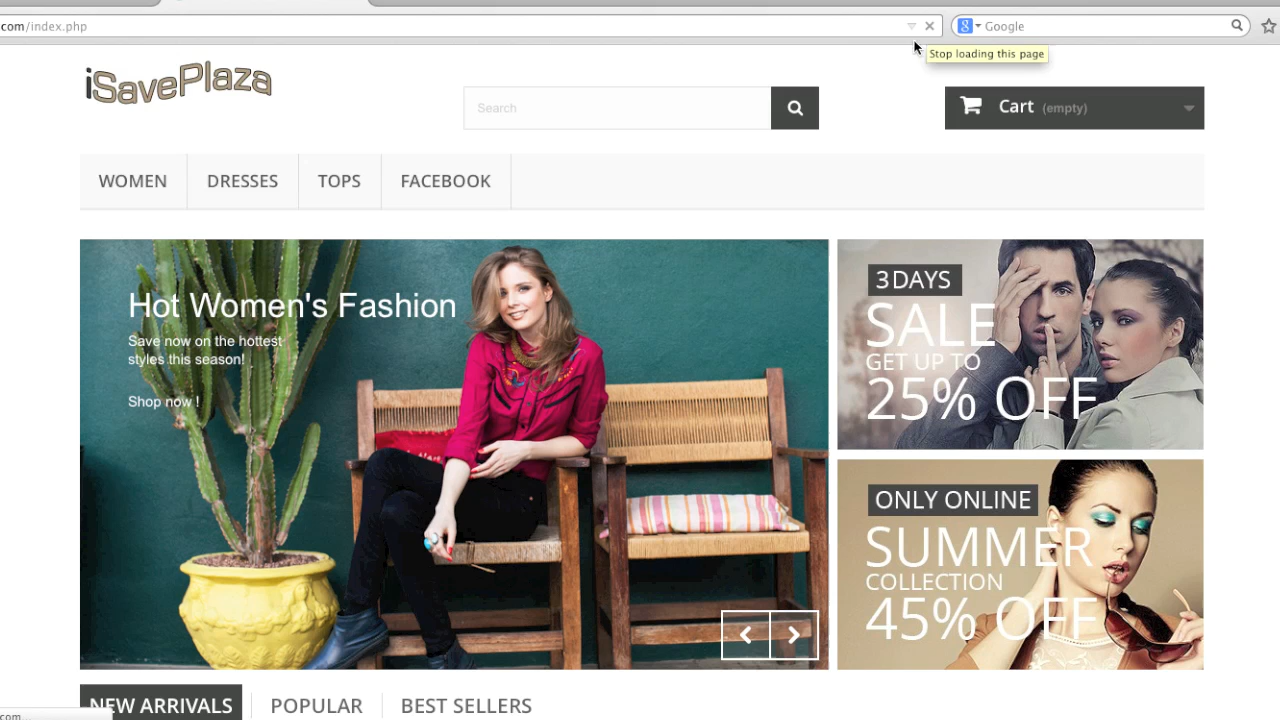 com/index.php
Google
Stop loading this page
iSavePlaza
Search
Cart (empty)
WOMEN
DRESSES
TOPS
FACEBOOK
Hot Women's Fashion
Save now on the hottest
styles this season!
Shop now !
3 DAYS
SALE
GET UP TO
25% OFF
ONLY ONLINE
SUMMER
COLLECTION
45% OFF
NEW ARRIVALS
POPULAR
BEST SELLERS
com...